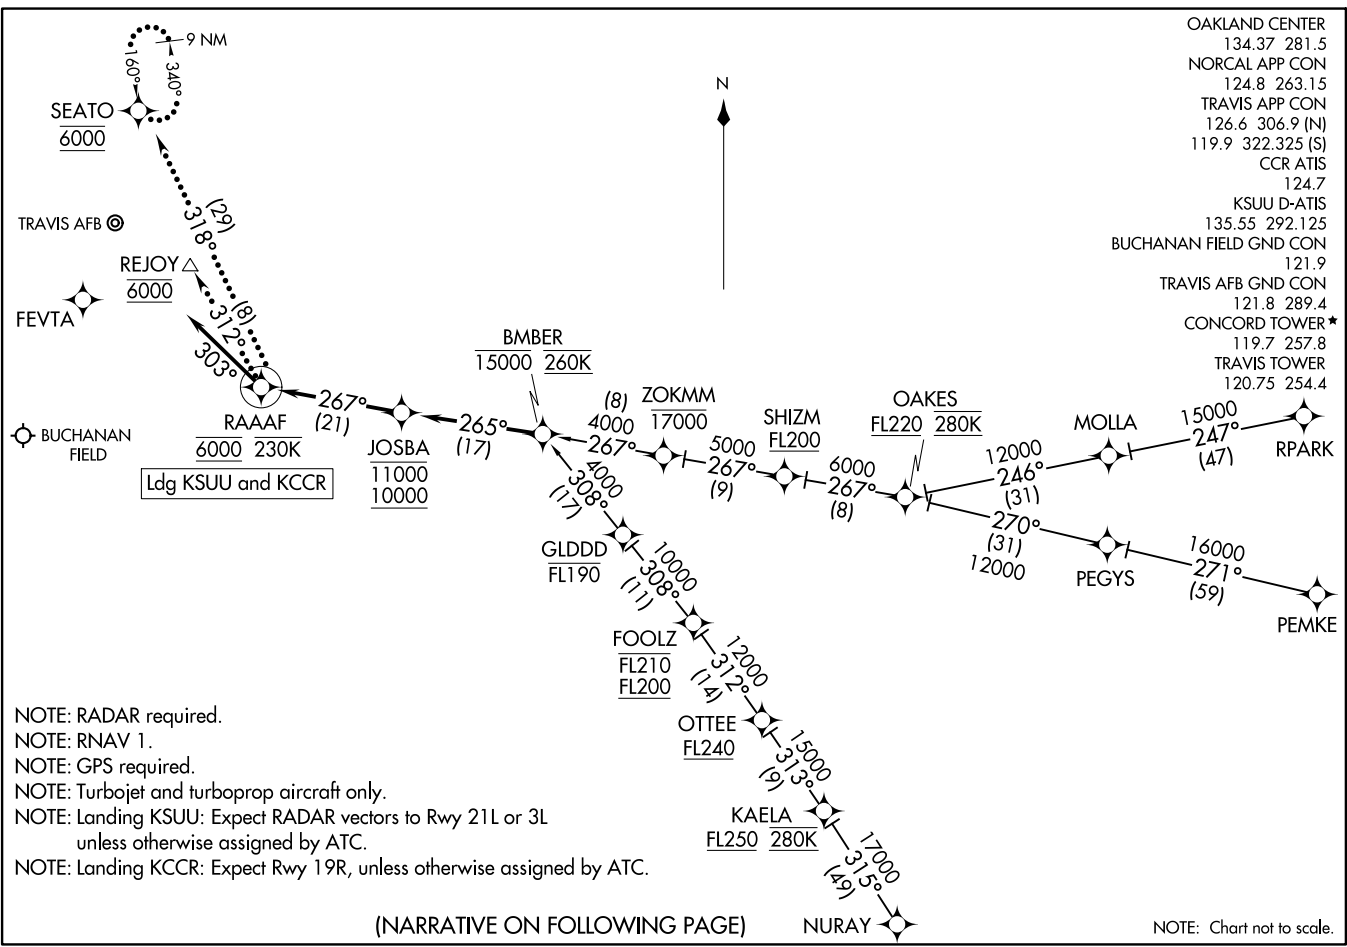 OAKLAND CENTER
134.37 281.5
NORCAL APP CON
124.8 263.15
TRAVIS APP CON
126.6 306.9 (N)
119.9 322.325 (S)
CCR ATIS
124.7
KSUU D-ATIS
135.55 292.125
BUCHANAN FIELD GND CON
121.9
TRAVIS AFB GND CON
121.8 289.4
CONCORD TOWER★
119.7 257.8
TRAVIS TOWER
120.75 254.4
9 NM
160°
340°
SEATO
6000
N
(29)
318°
TRAVIS AFB
REJOY
6000
(8)
312°
303°
FEVTA
BMBER
15000 260K
RAAAF
6000 230K
Ldg KSUU and KCCR
BUCHANAN
FIELD
267°
(21)
JOSBA
11000
10000
265°
(17)
(8)
4000
267°
ZOKMM
17000
5000
267°
(9)
SHIZM
FL200
6000
267°
(8)
OAKES
FL220 280K
12000
246°
(31)
MOLLA
15000
247°
(47)
RPARK
270°
(31)
12000
PEGYS
16000
271°
(59)
PEMKE
4000
308°
(17)
GLDDD
FL190
10000
308°
(11)
FOOLZ
FL210
FL200
12000
312°
(14)
OTTEE
FL240
15000
313°
(9)
KAELA
FL250 280K
17000
315°
(49)
NURAY
NOTE: RADAR required.
NOTE: RNAV 1.
NOTE: GPS required.
NOTE: Turbojet and turboprop aircraft only.
NOTE: Landing KSUU: Expect RADAR vectors to Rwy 21L or 3L
unless otherwise assigned by ATC.
NOTE: Landing KCCR: Expect Rwy 19R, unless otherwise assigned by ATC.
(NARRATIVE ON FOLLOWING PAGE)
NOTE: Chart not to scale.